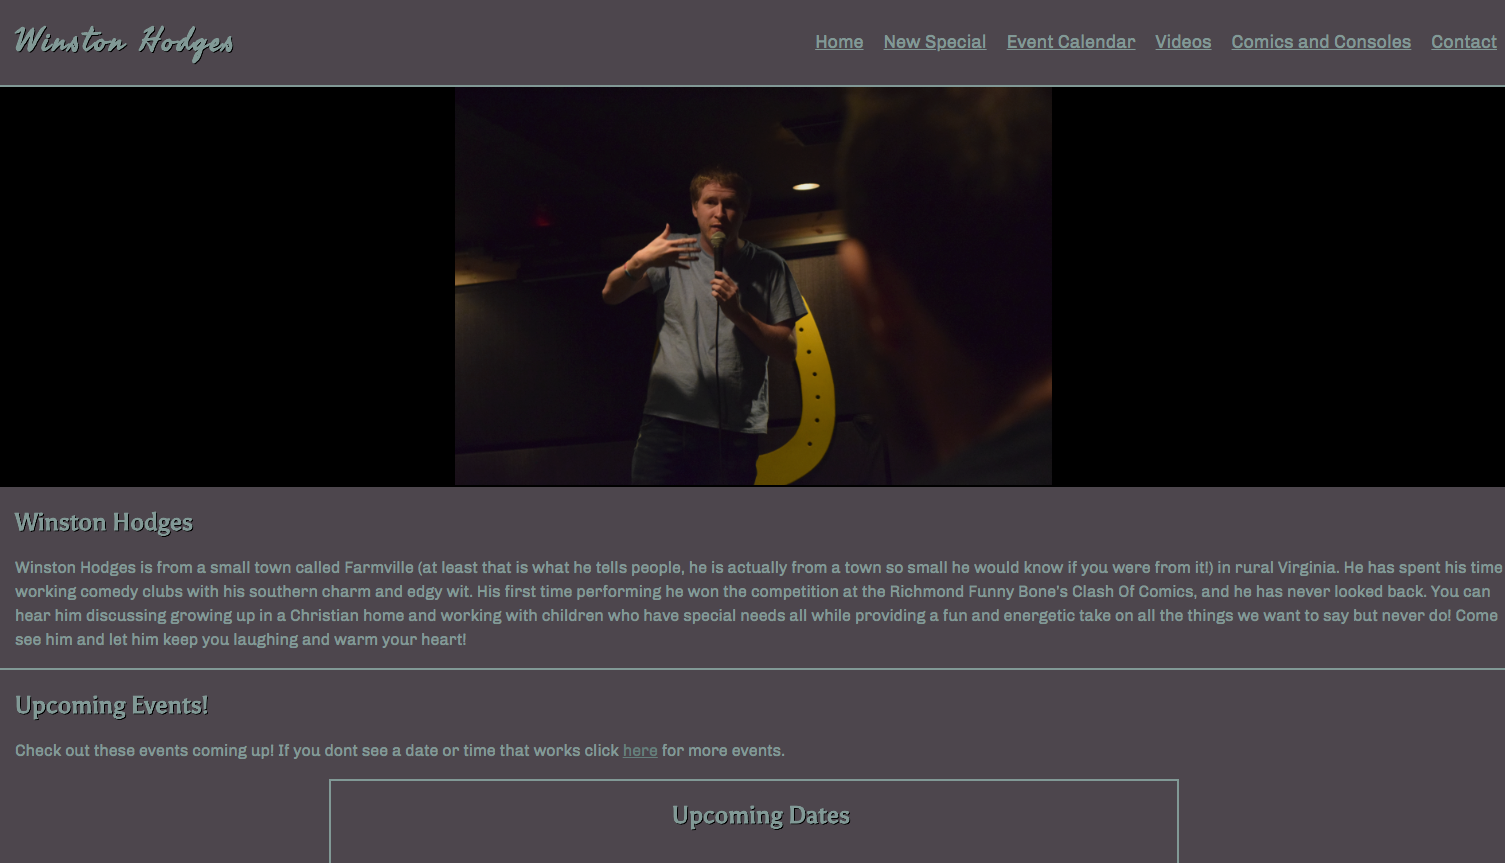 Winston Hodges
Home New Special Event Calendar Videos Comics and Consoles Contact
Winston Hodges
Winston Hodges is from a small town called Farmville (at least that is what he tells people, he is actually from a town so small he would know if you were from it!) in rural Virginia. He has spent his time
working comedy clubs with his southern charm and edgy wit. His first time performing he won the competition at the Richmond Funny Bone's Clash Of Comics, and he has never looked back. You can
hear him discussing growing up in a Christian home and working with children who have special needs all while providing a fun and energetic take on all the things we want to say but never do! Come
see him and let him keep you laughing and warm your heart!
Upcoming Events!
Check out these events coming up! If you dont see a date or time that works click here for more events.
Upcoming Dates